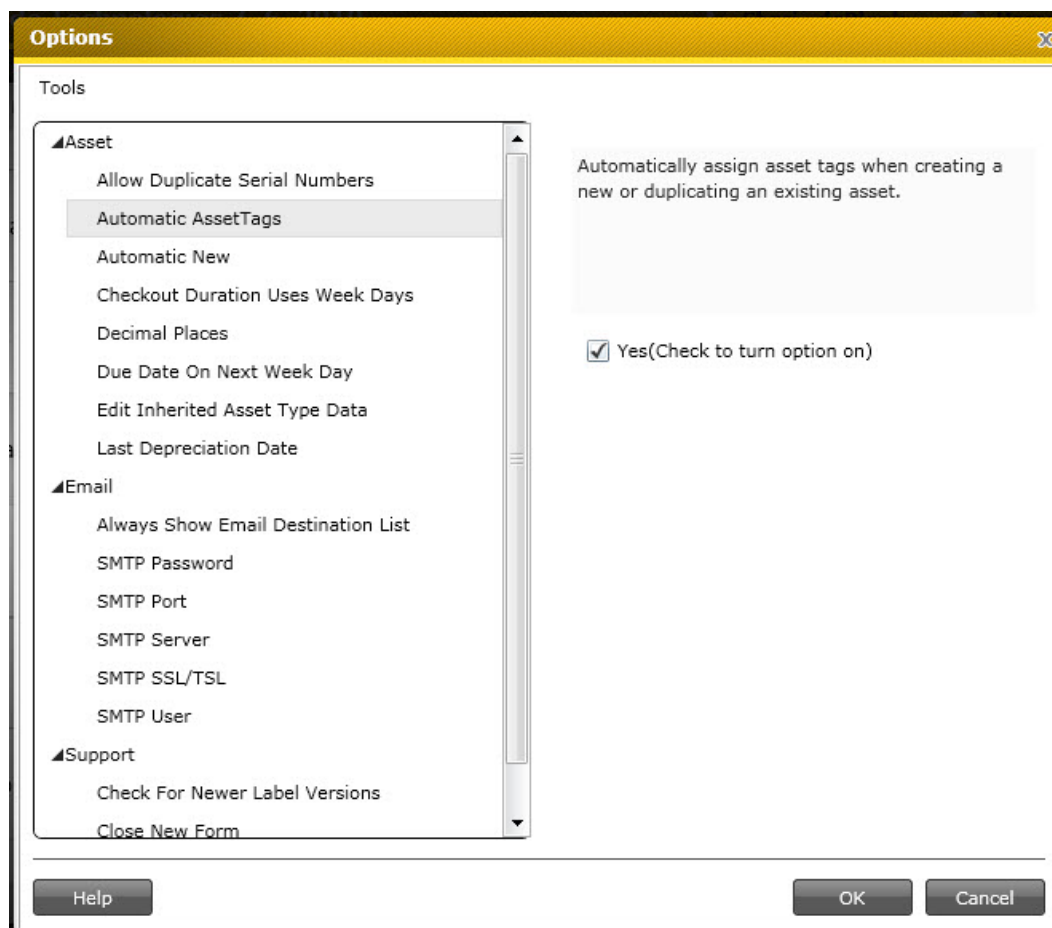 Options
Tools
Asset
Allow Duplicate Serial Numbers
Automatic AssetTags
Automatic New
Checkout Duration Uses Week Days
Decimal Places
Due Date On Next Week Day
Edit Inherited Asset Type Data
Last Depreciation Date
Email
Always Show Email Destination List
SMTP Password
SMTP Port
SMTP Server
SMTP SSL/TSL
SMTP User
Support
Check For Newer Label Versions
Close New Form
Automatically assign asset tags when creating a
new or duplicating an existing asset.
Yes(Check to turn option on)
Help
OK
Cancel